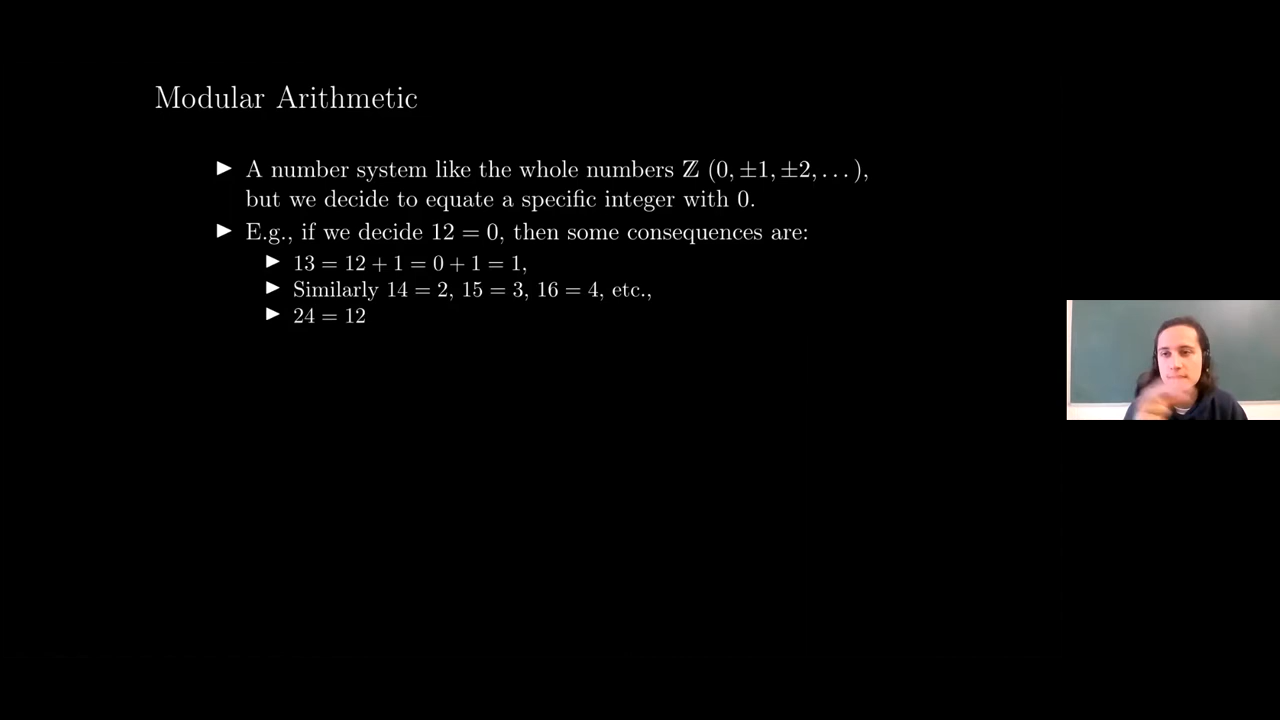 Modular Arithmetic
▶ A number system like the whole numbers ℤ (0, ±1, ±2, . . . ),
but we decide to equate a specific integer with 0.
▶ E.g., if we decide 12 = 0, then some consequences are:
▶ 13 = 12 + 1 = 0 + 1 = 1,
▶ Similarly 14 = 2, 15 = 3, 16 = 4, etc.,
▶ 24 = 12